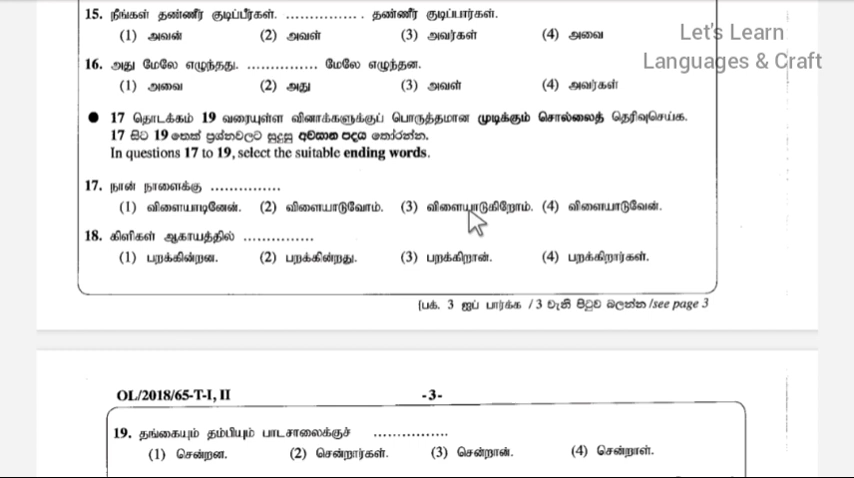 15. நீங்கள் தண்ணீர் குடிப்பீர்கள். ................ தண்ணீர் குடிப்பார்கள்.
(1) அவன் (2) அவள் (3) அவர்கள் (4) அவை
Let's Learn
Languages & Craft
16. அது மேலே எழுந்தது. .............. மேலே எழுந்தன.
(1) அவை (2) அது (3) அவள் (4) அவர்கள்
● 17 தொடக்கம் 19 வரையுள்ள வினாக்களுக்குப் பொருத்தமான முடிக்கும் சொல்லைத் தெரிவுசெய்க.
17 සිට 19 තෙක් ප්‍රශ්නවලට සුදුසු අවසාන පදය තෝරන්න.
In questions 17 to 19, select the suitable ending words.
17. நான் நாளைக்கு ...............
(1) விளையாடினேன். (2) விளையாடுவோம். (3) விளையாடுகிறோம். (4) விளையாடுவேன்.
18. கிளிகள் ஆகாயத்தில் ...............
(1) பறக்கின்றன. (2) பறக்கின்றது. (3) பறக்கிறான். (4) பறக்கிறார்கள்.
[பக். 3 ஐப் பார்க்க / 3 වැනි පිටුව බලන්න /see page 3
OL/2018/65-T-I, II -3-
19. தங்கையும் தம்பியும் பாடசாலைக்குச் ...............
(1) சென்றன. (2) சென்றார்கள். (3) சென்றான். (4) சென்றாள்.